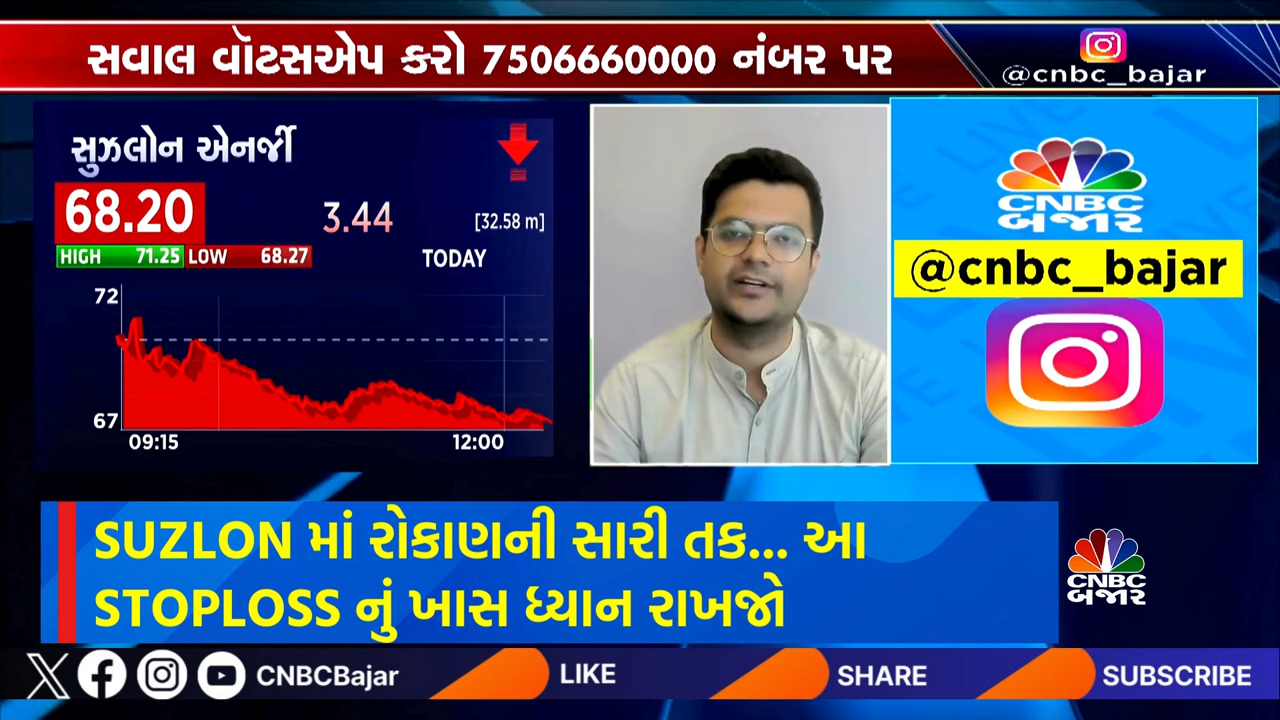 સવાલ વૉટસએપ કરો 7506660000 નંબર પર
@cnbc_bajar
સુઝલોન એનર્જી
68.20
3.44
[32.58 m]
HIGH 71.25 LOW 68.27
TODAY
72
67
09:15
12:00
CNBC
બજાર
@cnbc_bajar
SUZLON માં રોકાણની સારી તક... આ
STOPLOSS નું ખાસ ધ્યાન રાખજો
CNBC
બજાર
CNBCBajar
LIKE
SHARE
SUBSCRIBE